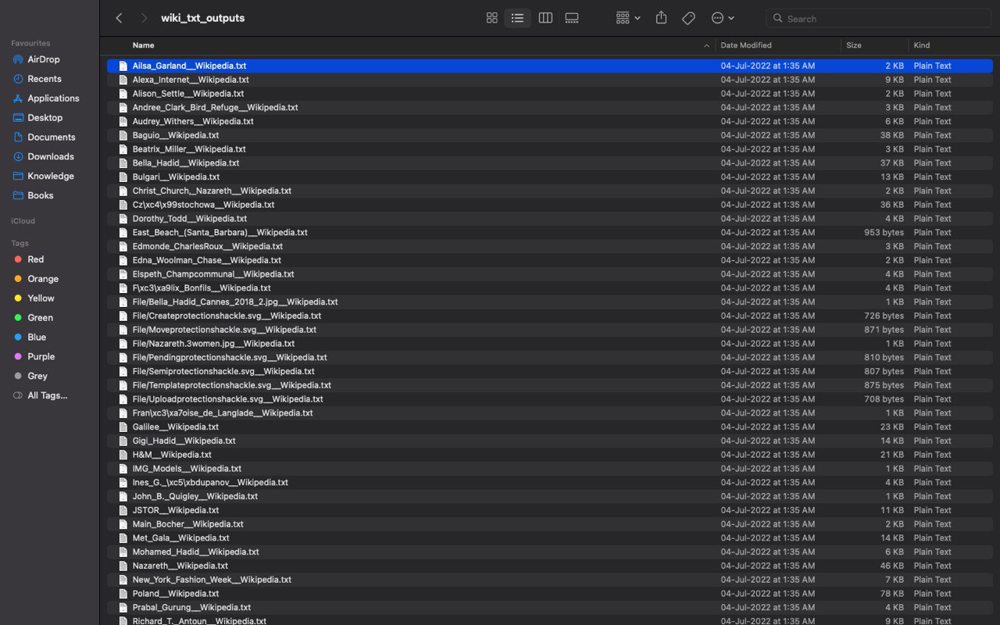 wiki_txt_outputs
Search
Favourites
AirDrop
Recents
Applications
Desktop
Documents
Downloads
Knowledge
Books
iCloud
Tags
Red
Orange
Yellow
Green
Blue
Purple
Grey
All Tags...
Name Date Modified Size Kind
Ailsa_Garland__Wikipedia.txt 04-Jul-2022 at 1:35 AM 2 KB Plain Text
Alexa_Internet__Wikipedia.txt 04-Jul-2022 at 1:35 AM 9 KB Plain Text
Alison_Settle__Wikipedia.txt 04-Jul-2022 at 1:35 AM 2 KB Plain Text
Andree_Clark_Bird_Refuge__Wikipedia.txt 04-Jul-2022 at 1:35 AM 3 KB Plain Text
Audrey_Withers__Wikipedia.txt 04-Jul-2022 at 1:35 AM 6 KB Plain Text
Baguio__Wikipedia.txt 04-Jul-2022 at 1:35 AM 38 KB Plain Text
Beatrix_Miller__Wikipedia.txt 04-Jul-2022 at 1:35 AM 3 KB Plain Text
Bella_Hadid__Wikipedia.txt 04-Jul-2022 at 1:35 AM 37 KB Plain Text
Bulgari__Wikipedia.txt 04-Jul-2022 at 1:35 AM 13 KB Plain Text
Christ_Church,_Nazareth__Wikipedia.txt 04-Jul-2022 at 1:35 AM 2 KB Plain Text
Cz\xc4\x99stochowa__Wikipedia.txt 04-Jul-2022 at 1:35 AM 36 KB Plain Text
Dorothy_Todd__Wikipedia.txt 04-Jul-2022 at 1:35 AM 4 KB Plain Text
East_Beach_(Santa_Barbara)__Wikipedia.txt 04-Jul-2022 at 1:35 AM 953 bytes Plain Text
Edmonde_CharlesRoux__Wikipedia.txt 04-Jul-2022 at 1:35 AM 3 KB Plain Text
Edna_Woolman_Chase__Wikipedia.txt 04-Jul-2022 at 1:35 AM 2 KB Plain Text
Elspeth_Champcommunal__Wikipedia.txt 04-Jul-2022 at 1:35 AM 4 KB Plain Text
F\xc3\xa9lix_Bonfils__Wikipedia.txt 04-Jul-2022 at 1:35 AM 4 KB Plain Text
File/Bella_Hadid_Cannes_2018_2.jpg__Wikipedia.txt 04-Jul-2022 at 1:35 AM 1 KB Plain Text
File/Createprotectionshackle.svg__Wikipedia.txt 04-Jul-2022 at 1:35 AM 726 bytes Plain Text
File/Moveprotectionshackle.svg__Wikipedia.txt 04-Jul-2022 at 1:35 AM 871 bytes Plain Text
File/Nazareth.3women.jpg__Wikipedia.txt 04-Jul-2022 at 1:35 AM 1 KB Plain Text
File/Pendingprotectionshackle.svg__Wikipedia.txt 04-Jul-2022 at 1:35 AM 810 bytes Plain Text
File/Semiprotectionshackle.svg__Wikipedia.txt 04-Jul-2022 at 1:35 AM 807 bytes Plain Text
File/Templateprotectionshackle.svg__Wikipedia.txt 04-Jul-2022 at 1:35 AM 875 bytes Plain Text
File/Uploadprotectionshackle.svg__Wikipedia.txt 04-Jul-2022 at 1:35 AM 708 bytes Plain Text
Fran\xc3\xa7oise_de_Langlade__Wikipedia.txt 04-Jul-2022 at 1:35 AM 1 KB Plain Text
Galilee__Wikipedia.txt 04-Jul-2022 at 1:35 AM 23 KB Plain Text
Gigi_Hadid__Wikipedia.txt 04-Jul-2022 at 1:35 AM 14 KB Plain Text
H&M__Wikipedia.txt 04-Jul-2022 at 1:35 AM 21 KB Plain Text
IMG_Models__Wikipedia.txt 04-Jul-2022 at 1:35 AM 1 KB Plain Text
Ines_G._\xc5\xbdupanov__Wikipedia.txt 04-Jul-2022 at 1:35 AM 4 KB Plain Text
John_B._Quigley__Wikipedia.txt 04-Jul-2022 at 1:35 AM 1 KB Plain Text
JSTOR__Wikipedia.txt 04-Jul-2022 at 1:35 AM 11 KB Plain Text
Main_Bocher__Wikipedia.txt 04-Jul-2022 at 1:35 AM 2 KB Plain Text
Met_Gala__Wikipedia.txt 04-Jul-2022 at 1:35 AM 14 KB Plain Text
Mohamed_Hadid__Wikipedia.txt 04-Jul-2022 at 1:35 AM 6 KB Plain Text
Nazareth__Wikipedia.txt 04-Jul-2022 at 1:35 AM 46 KB Plain Text
New_York_Fashion_Week__Wikipedia.txt 04-Jul-2022 at 1:35 AM 7 KB Plain Text
Poland__Wikipedia.txt 04-Jul-2022 at 1:35 AM 78 KB Plain Text
Prabal_Gurung__Wikipedia.txt 04-Jul-2022 at 1:35 AM 4 KB Plain Text
Richard_T._Antoun__Wikipedia.txt 04-Jul-2022 at 1:35 AM 9 KB Plain Text